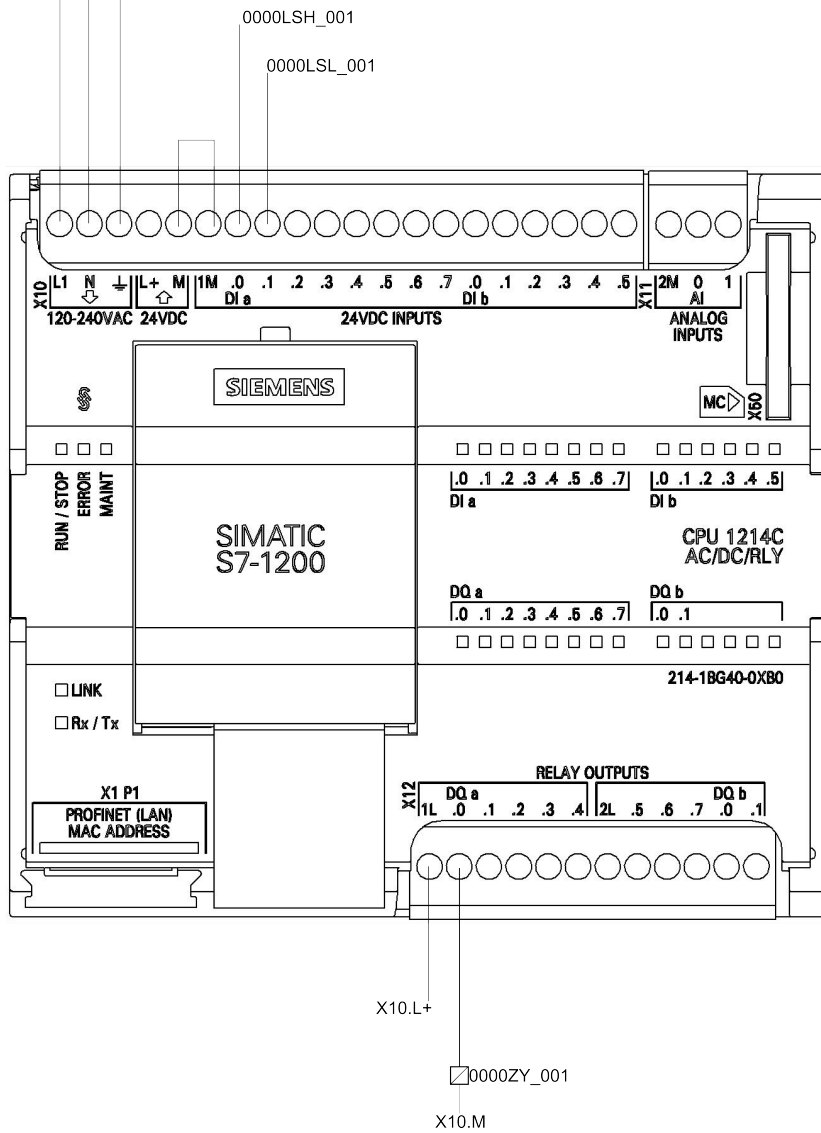 0000LSH_001
0000LSL_001
X10
L1 N L+ M 1M .0 .1 .2 .3 .4 .5 .6 .7 .0 .1 .2 .3 .4 .5
DI a DI b
120-240VAC 24VDC 24VDC INPUTS
X11
2M 0 1
AI
ANALOG
INPUTS
SIEMENS
MC
X50
RUN / STOP
ERROR
MAINT
.0 .1 .2 .3 .4 .5 .6 .7 .0 .1 .2 .3 .4 .5
DI a DI b
SIMATIC
S7-1200
CPU 1214C
AC/DC/RLY
DQ a DQ b
.0 .1 .2 .3 .4 .5 .6 .7 .0 .1
214-1BG40-0XB0
LINK
Rx / Tx
X1 P1
PROFINET (LAN)
MAC ADDRESS
RELAY OUTPUTS
X12
DQ a DQ b
1L .0 .1 .2 .3 .4 2L .5 .6 .7 .0 .1
X10.L+
0000ZY_001
X10.M